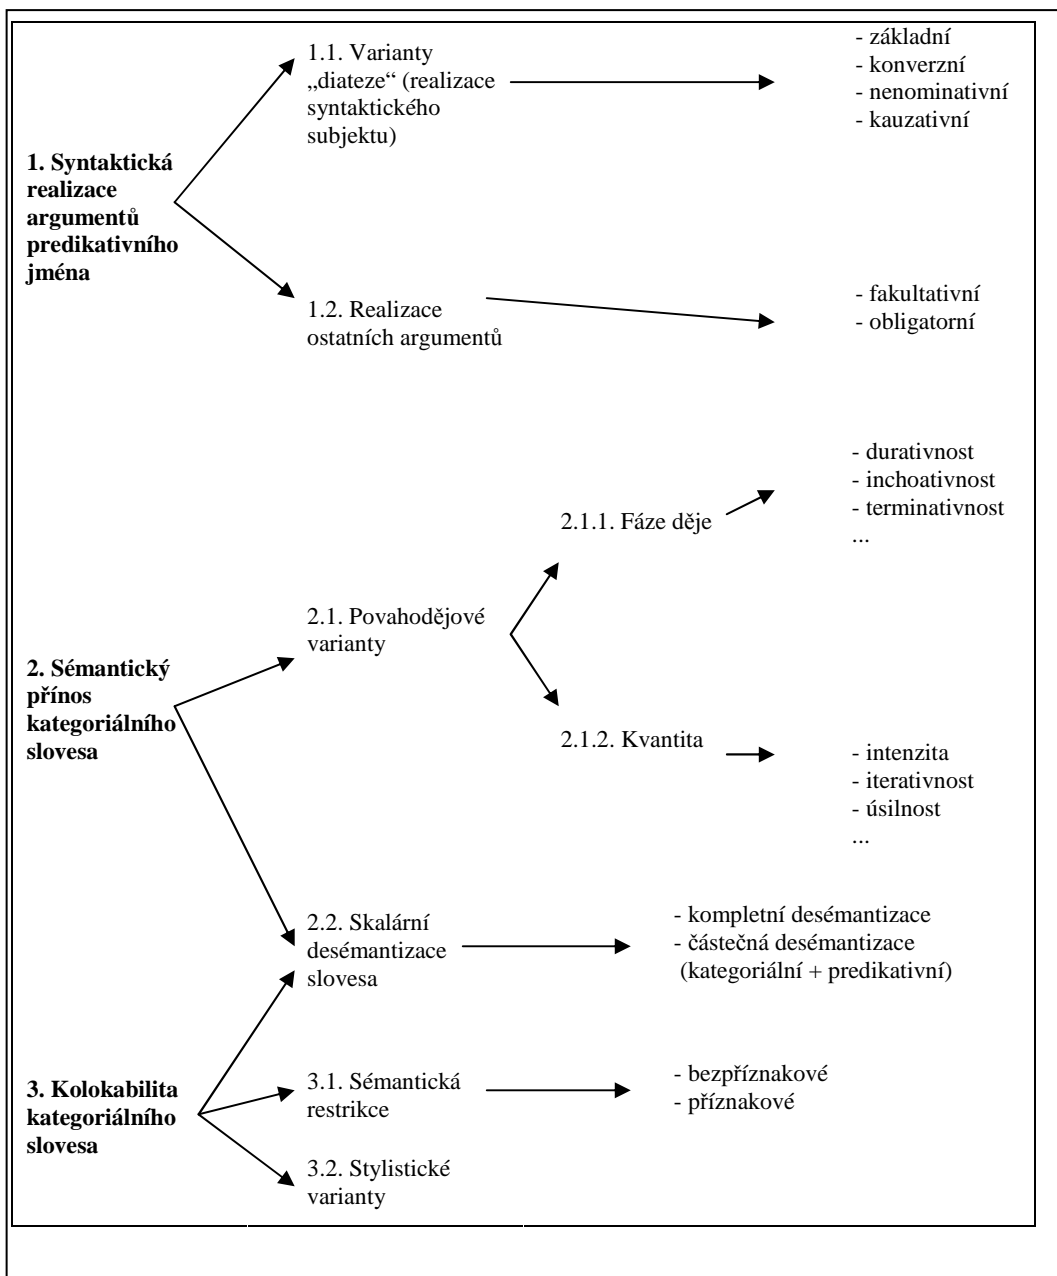 1. Syntaktická
realizace
argumentů
predikativního
jména
1.1. Varianty
„diateze“ (realizace
syntaktického
subjektu)
- základní
- konverzní
- nenominativní
- kauzativní
1.2. Realizace
ostatních argumentů
- fakultativní
- obligatorní
2. Sémantický
přínos
kategoriálního
slovesa
2.1. Povahodějové
varianty
2.1.1. Fáze děje
- durativnost
- inchoativnost
- terminativnost
...
2.1.2. Kvantita
- intenzita
- iterativnost
- úsilnost
...
2.2. Skalární
desémantizace
slovesa
- kompletní desémantizace
- částečná desémantizace
(kategoriální + predikativní)
3. Kolokabilita
kategoriálního
slovesa
3.1. Sémantická
restrikce
- bezpříznakové
- příznakové
3.2. Stylistické
varianty